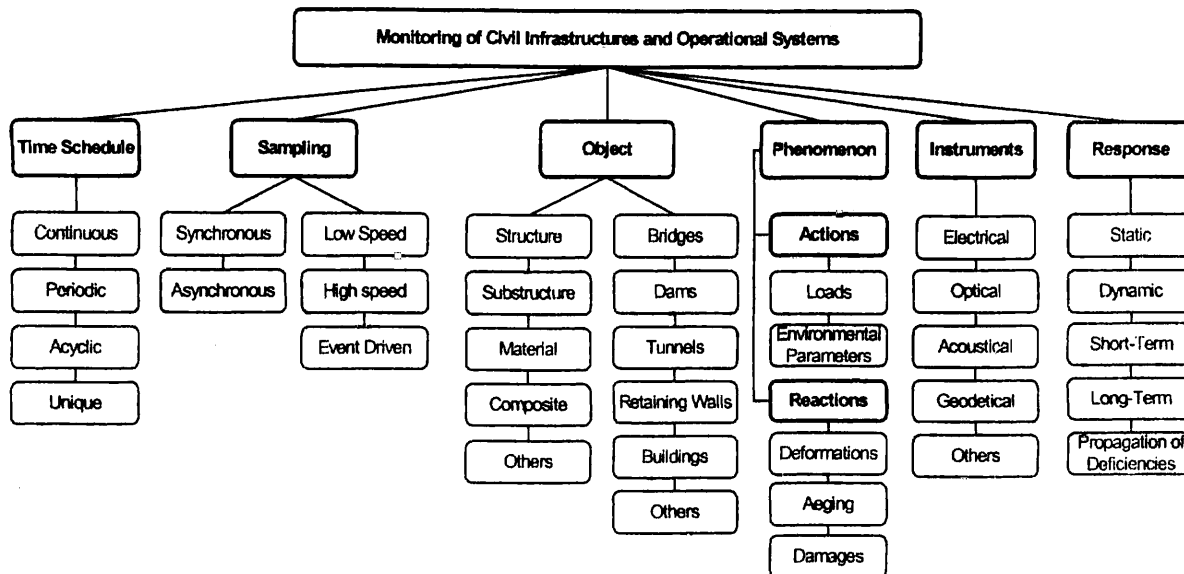 Monitoring of Civil Infrastructures and Operational Systems
Time Schedule
Sampling
Object
Phenomenon
Instruments
Response
Continuous
Periodic
Acyclic
Unique
Synchronous
Asynchronous
Low Speed
High speed
Event Driven
Structure
Substructure
Material
Composite
Others
Bridges
Dams
Tunnels
Retaining Walls
Buildings
Others
Actions
Loads
Environmental
Parameters
Reactions
Deformations
Aeging
Damages
Electrical
Optical
Acoustical
Geodetical
Others
Static
Dynamic
Short-Term
Long-Term
Propagation of
Deficiencies